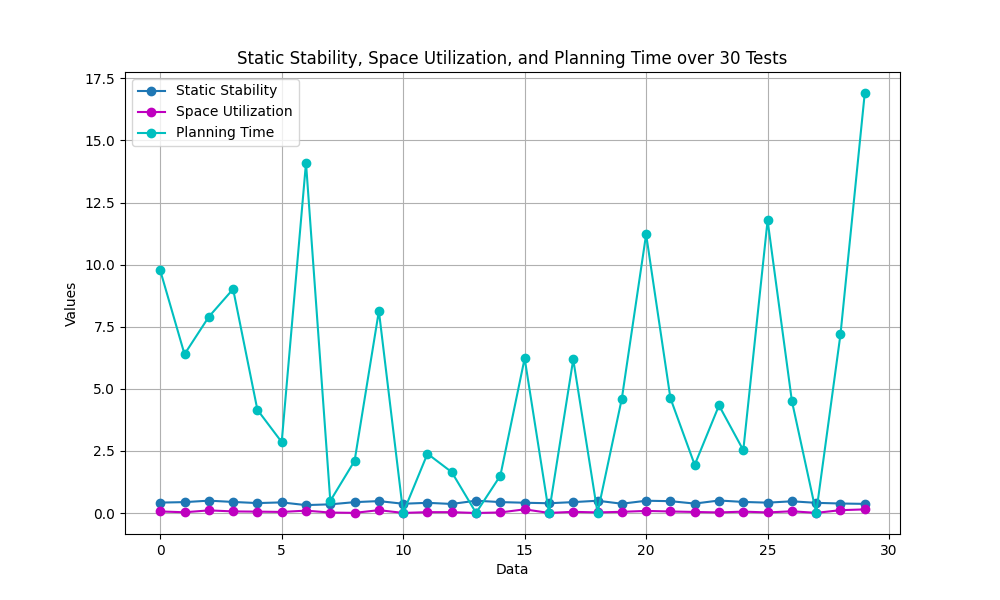 Static Stability, Space Utilization, and Planning Time over 30 Tests
17.5
15.0
12.5
10.0
7.5
5.0
2.5
0.0
Values
Static Stability
Space Utilization
Planning Time
0
5
10
15
20
25
30
Data